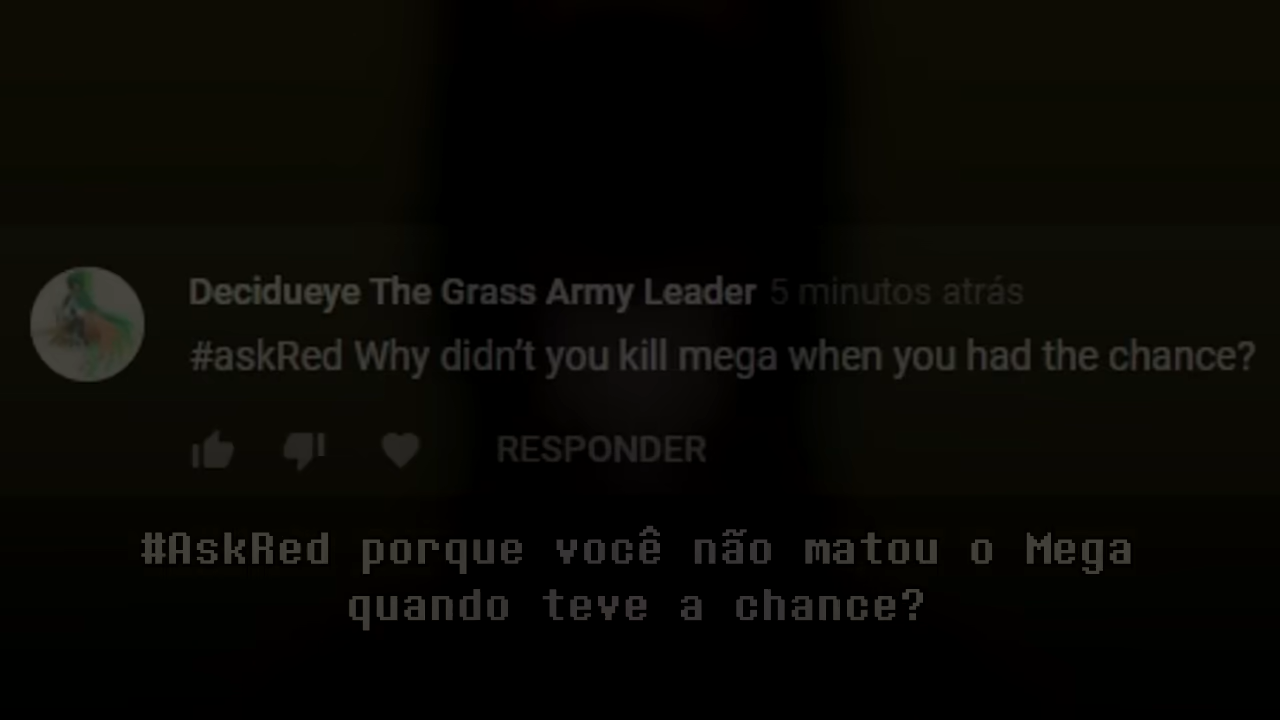 Decidueye The Grass Army Leader 5 minutos atrás
#askRed Why didn't you kill mega when you had the chance?
RESPONDER
#AskRed porque você não matou o Mega
quando teve a chance?